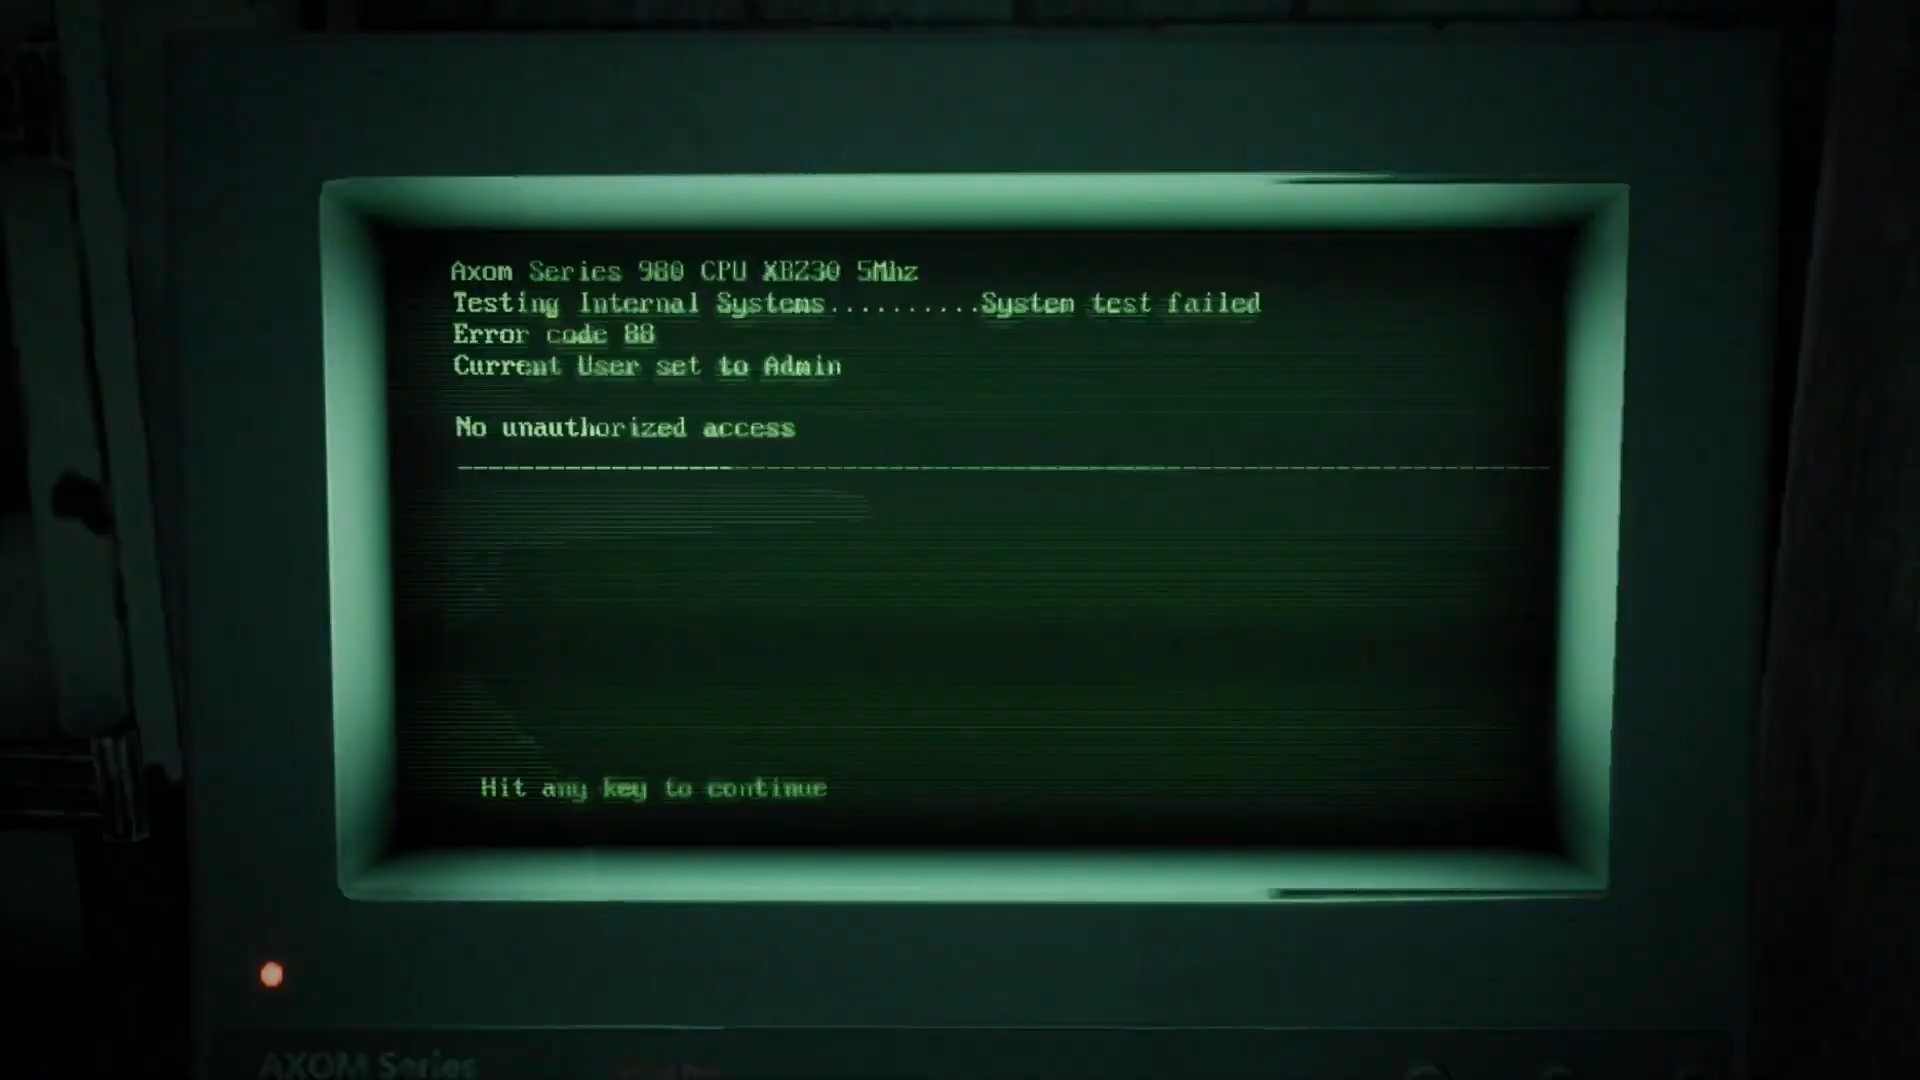 Axom Series 980 CPU XBZ30 5Mhz
Testing Internal Systems..........System test failed
Error code 88
Current User set to Admin
No unauthorized access
Hit any key to continue
AXOM Series